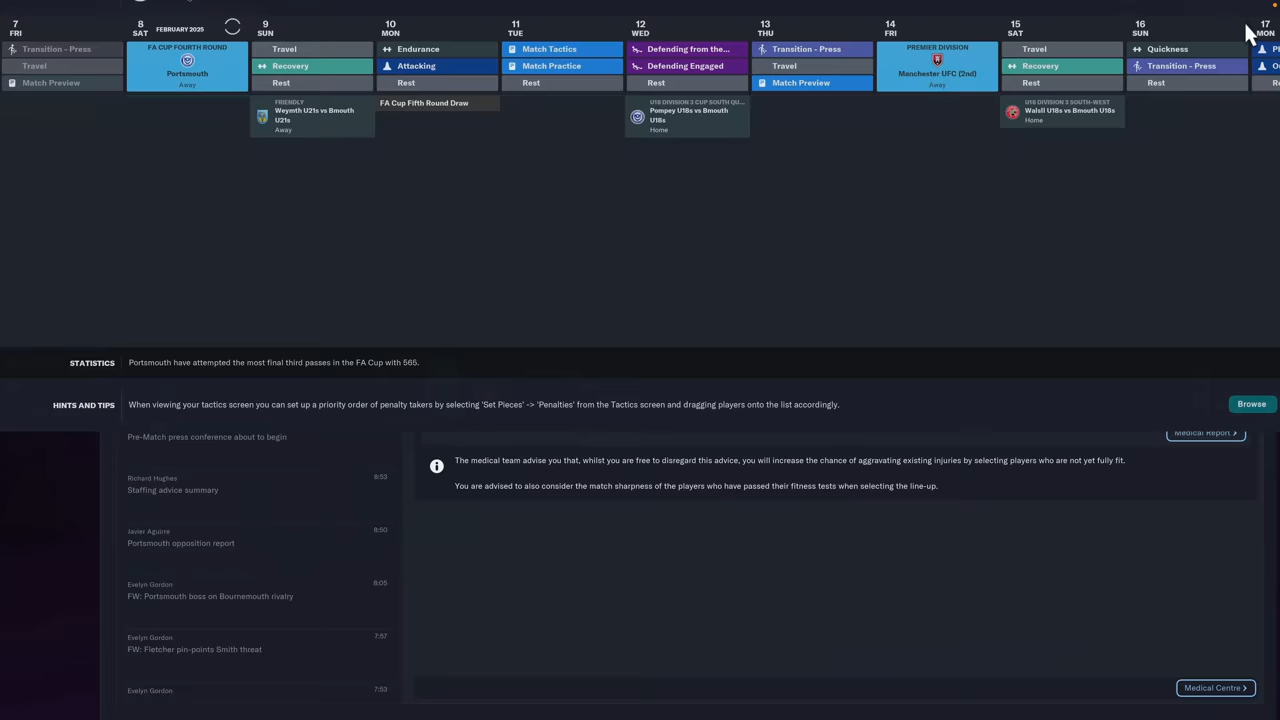 7
FRI
8
SAT
FEBRUARY 2025
9
SUN
10
MON
11
TUE
12
WED
13
THU
14
FRI
15
SAT
16
SUN
17
MON
Transition - Press
Travel
Match Preview
FA CUP FOURTH ROUND
Portsmouth
Away
Travel
Recovery
Rest
FRIENDLY
Weymth U21s vs Bmouth
U21s
Away
Endurance
Attacking
Rest
FA Cup Fifth Round Draw
Match Tactics
Match Practice
Rest
Defending from the...
Defending Engaged
Rest
U18 DIVISION 3 CUP SOUTH QU...
Pompey U18s vs Bmouth
U18s
Home
Transition - Press
Travel
Match Preview
PREMIER DIVISION
Manchester UFC (2nd)
Away
Travel
Recovery
Rest
U18 DIVISION 3 SOUTH-WEST
Walsll U18s vs Bmouth U18s
Home
Quickness
Transition - Press
Rest
STATISTICS
Portsmouth have attempted the most final third passes in the FA Cup with 565.
HINTS AND TIPS
When viewing your tactics screen you can set up a priority order of penalty takers by selecting 'Set Pieces' -> 'Penalties' from the Tactics screen and dragging players onto the list accordingly.
Browse
Pre-Match press conference about to begin
Richard Hughes
8:53
Staffing advice summary
Javier Aguirre
8:50
Portsmouth opposition report
Evelyn Gordon
8:05
FW: Portsmouth boss on Bournemouth rivalry
Evelyn Gordon
7:57
FW: Fletcher pin-points Smith threat
Evelyn Gordon
7:53
Medical Report
The medical team advise you that, whilst you are free to disregard this advice, you will increase the chance of aggravating existing injuries by selecting players who are not yet fully fit.
You are advised to also consider the match sharpness of the players who have passed their fitness tests when selecting the line-up.
Medical Centre